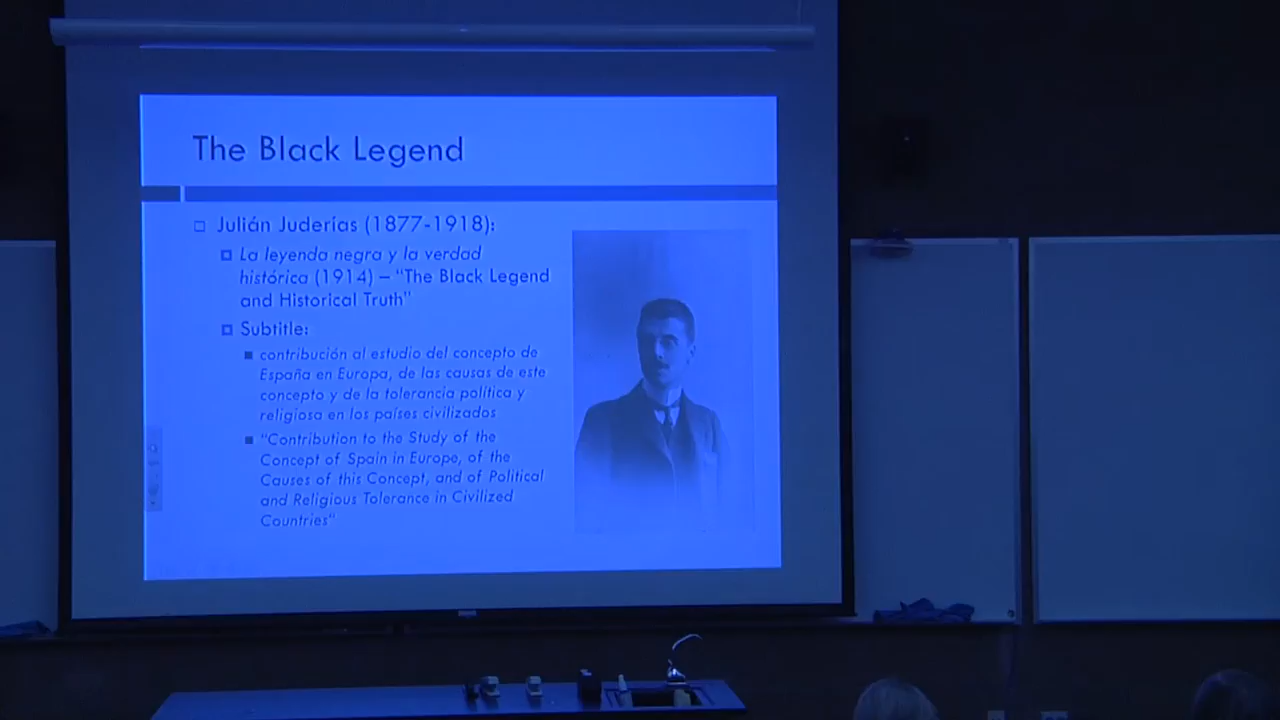 The Black Legend
Julián Juderías (1877-1918):
La leyenda negra y la verdad
histórica (1914) – “The Black Legend
and Historical Truth"
Subtitle:
contribución al estudio del concepto de
España en Europa, de las causas de este
concepto y de la tolerancia política y
religiosa en los países civilizados
"Contribution to the Study of the
Concept of Spain in Europe, of the
Causes of this Concept, and of Political
and Religious Tolerance in Civilized
Countries"